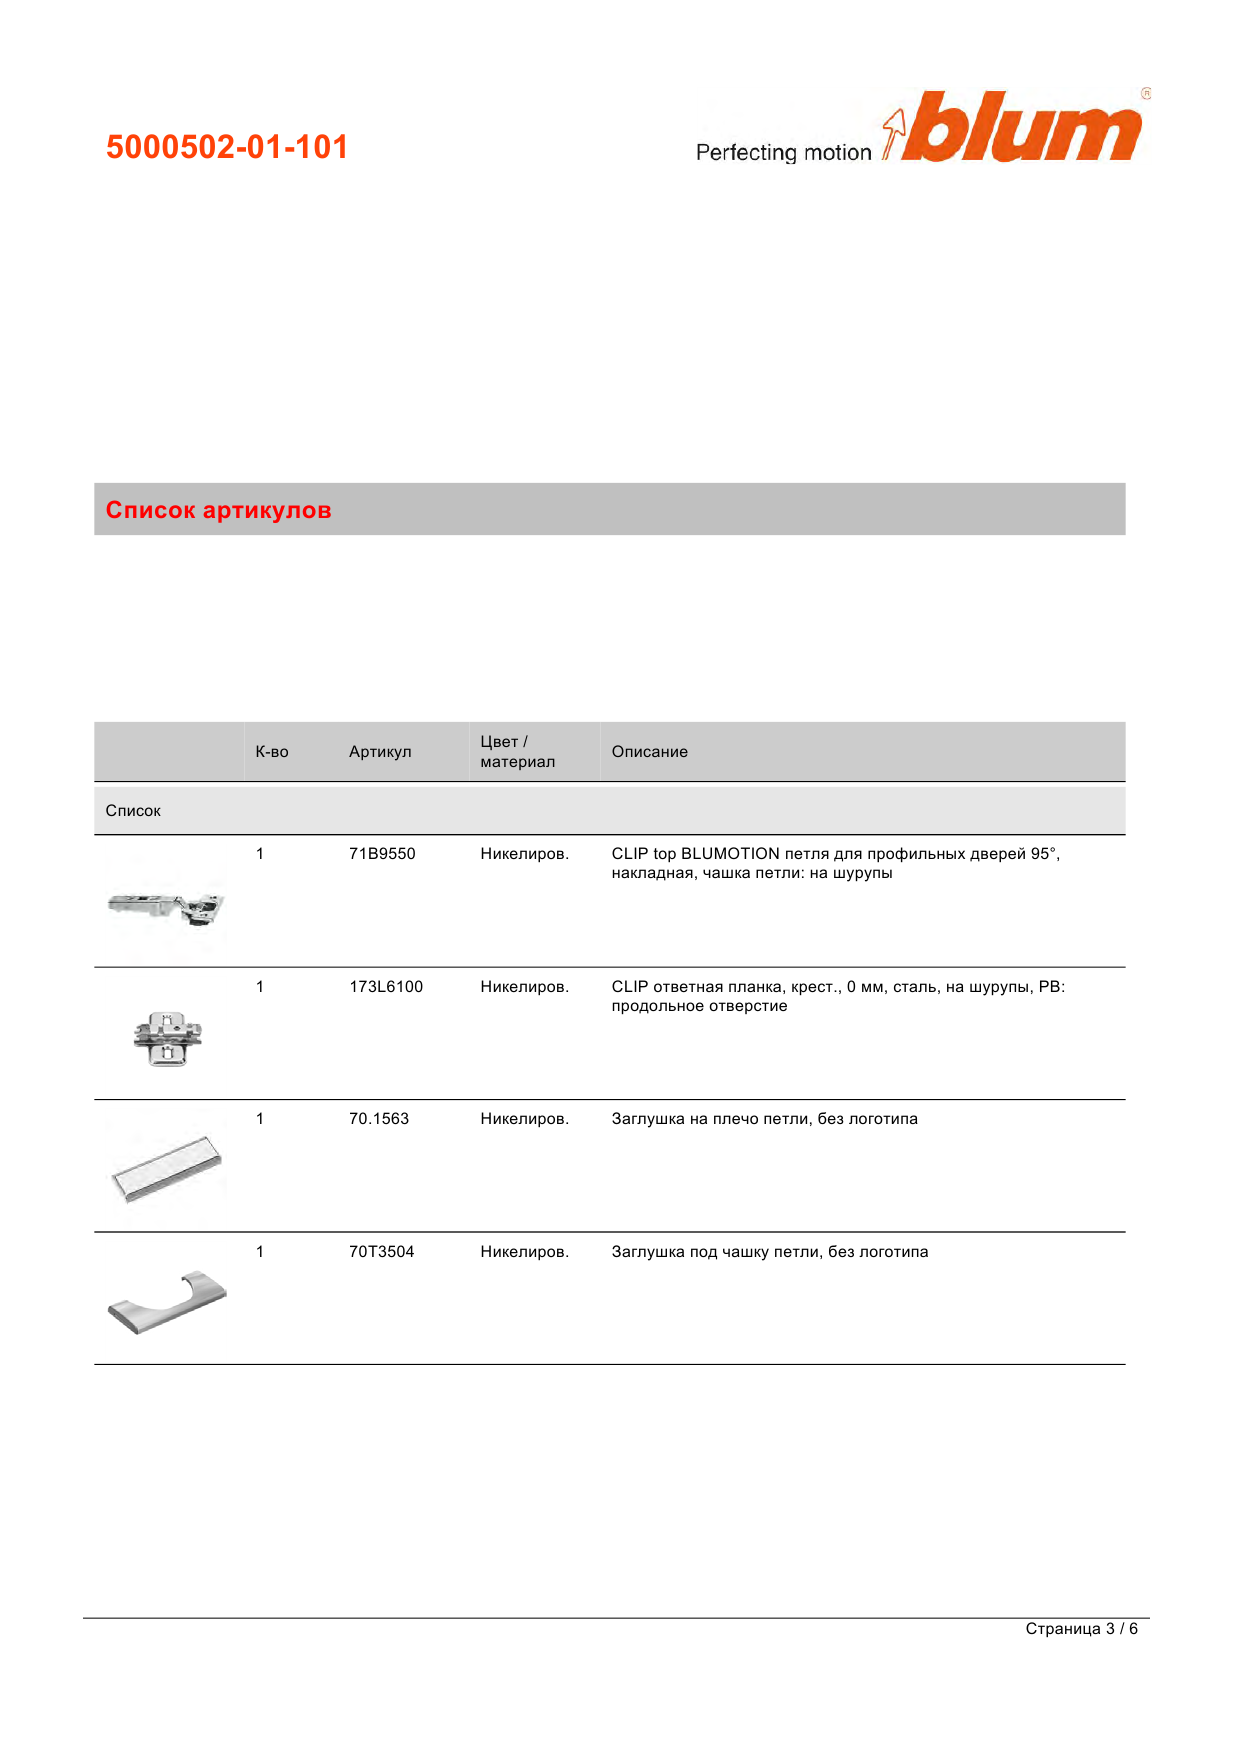 5000502-01-101
Perfecting motion blum®
Список артикулов
К-во Артикул Цвет / материал Описание
Список
1 71B9550 Никелиров. CLIP top BLUMOTION петля для профильных дверей 95°,
накладная, чашка петли: на шурупы
1 173L6100 Никелиров. CLIP ответная планка, крест., 0 мм, сталь, на шурупы, РВ:
продольное отверстие
1 70.1563 Никелиров. Заглушка на плечо петли, без логотипа
1 70T3504 Никелиров. Заглушка под чашку петли, без логотипа
Страница 3 / 6